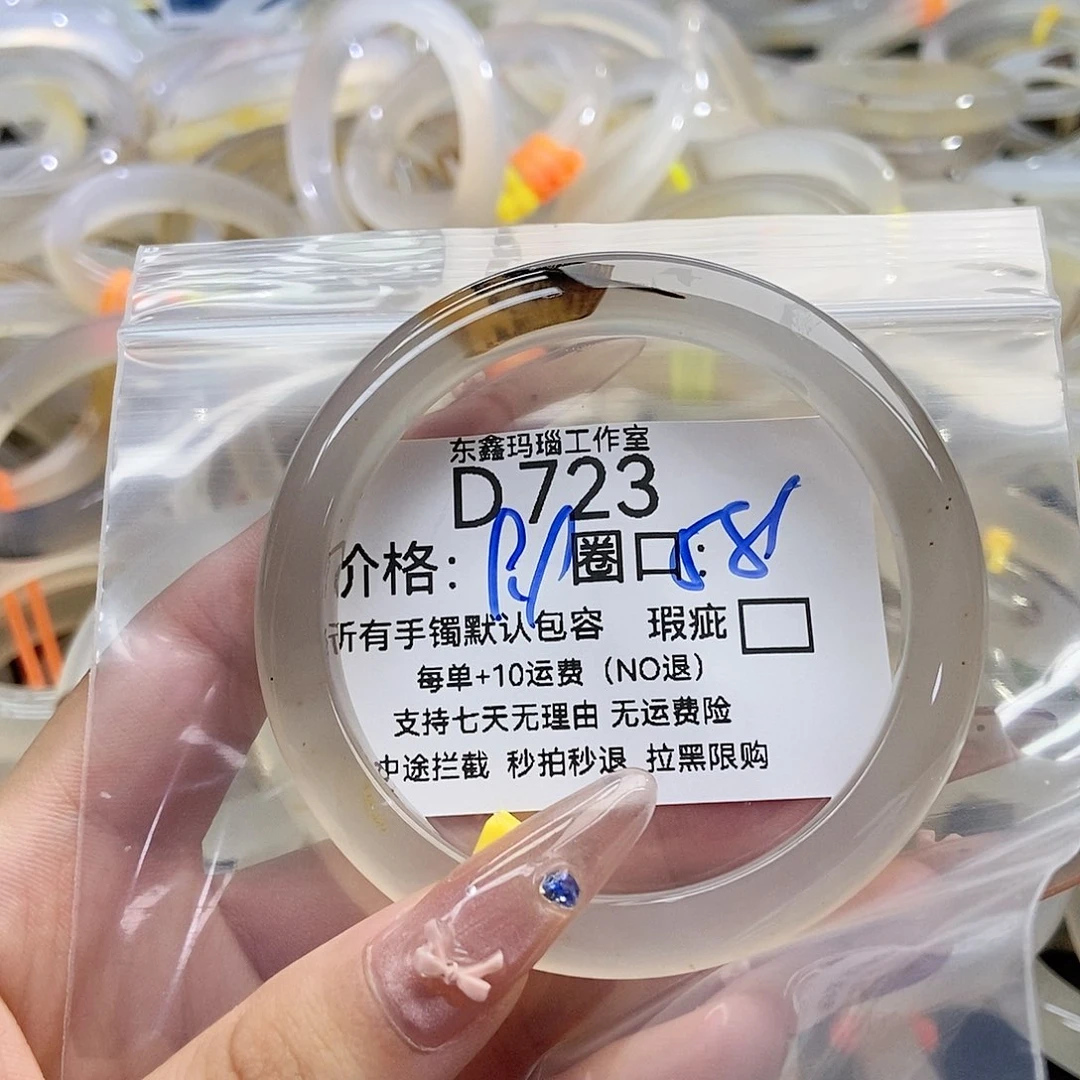 东鑫玛瑙工作室
D723
价格： 圈口：58
所有手镯默认包容 瑕疵
每单+10运费（NO退）
支持七天无理由 无运费险
中途拦截 秒拍秒退 拉黑限购